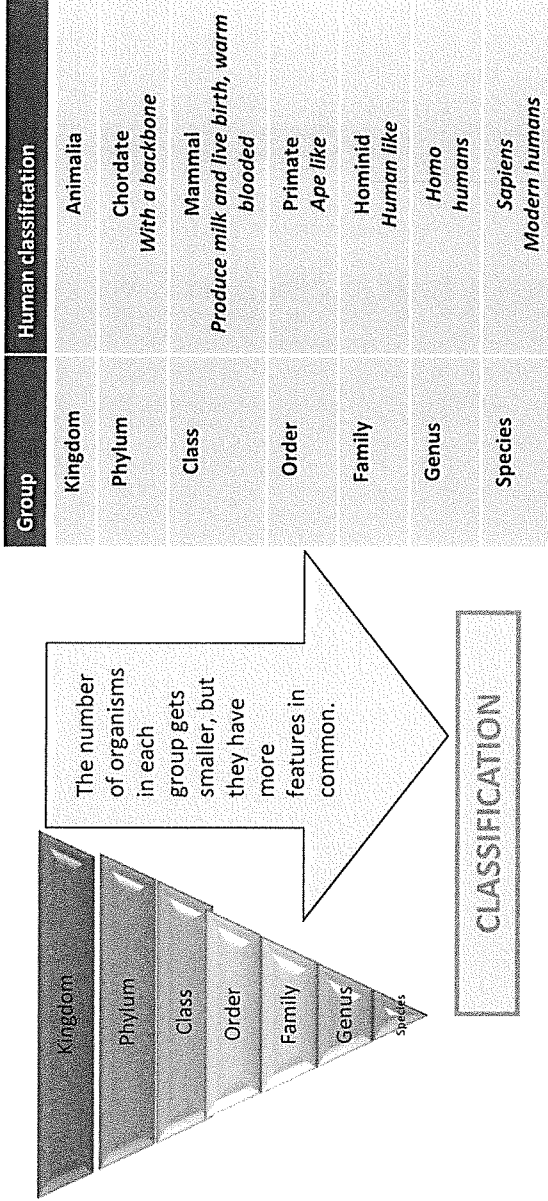 Kingdom
Phylum
Class
Order
Family
Genus
Species
The number
of organisms
in each
group gets
smaller, but
they have
more
features in
common.
Group
Human classification
Kingdom
Animalia
Phylum
Chordate
With a backbone
Class
Mammal
Produce milk and live birth, warm
blooded
Order
Primate
Ape like
Family
Hominid
Human like
Genus
Homo
humans
Species
Sapiens
Modern humans
CLASSIFICATION